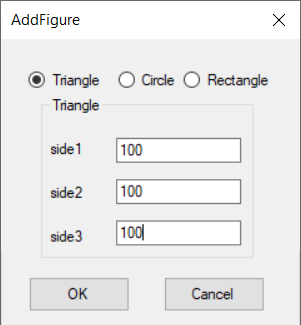 AddFigure
Triangle Circle Rectangle
Triangle
side1 100
side2 100
side3 100
OK Cancel